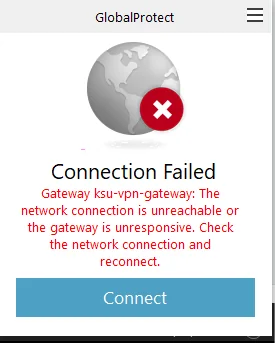 GlobalProtect
Connection Failed
Gateway ksu-vpn-gateway: The
network connection is unreachable or
the gateway is unresponsive. Check
the network connection and
reconnect.
Connect